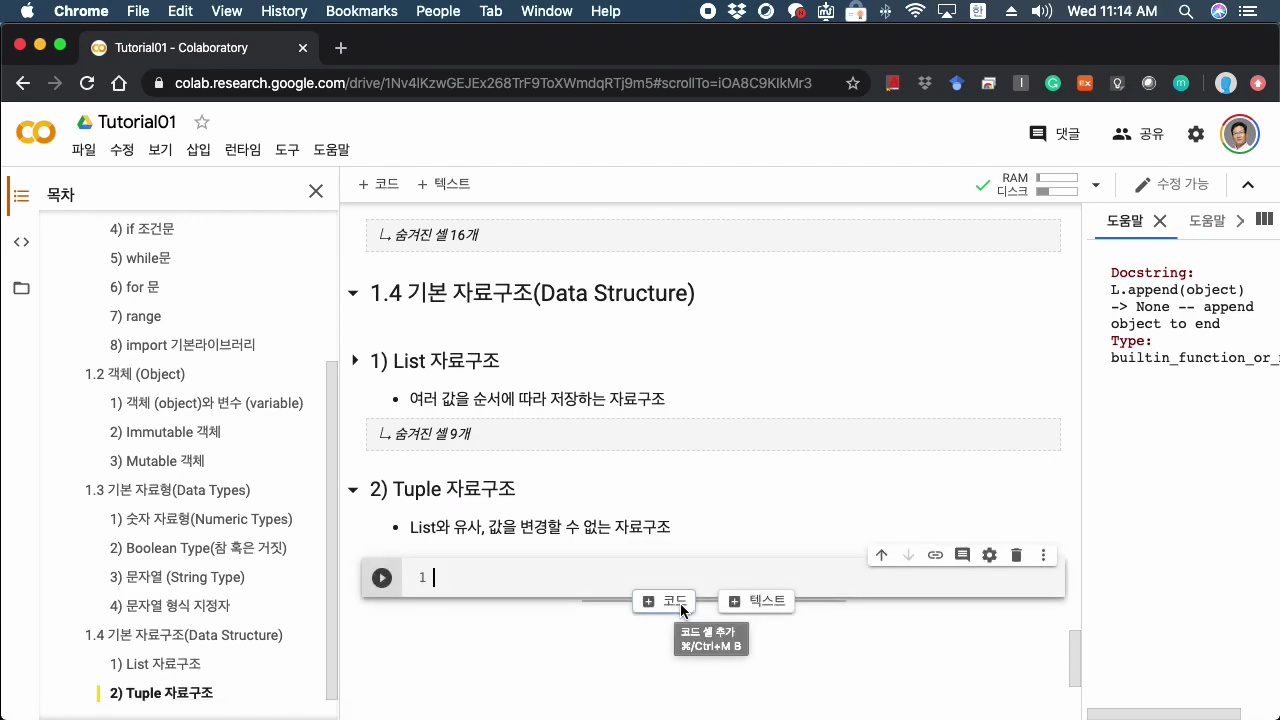 Chrome File Edit View History Bookmarks People Tab Window Help 한 Wed 11:14 AM
Tutorial01 - Colaboratory
colab.research.google.com/drive/1Nv4lKzwGEJEx268TrF9ToXWmdqRTj9m5#scrollTo=iOA8C9KIkMr3
Tutorial01
댓글 공유
파일 수정 보기 삽입 런타임 도구 도움말
목차
4) if 조건문
5) while문
6) for 문
7) range
8) import 기본라이브러리
1.2 객체 (Object)
1) 객체 (object)와 변수 (variable)
2) Immutable 객체
3) Mutable 객체
1.3 기본 자료형(Data Types)
1) 숫자 자료형(Numeric Types)
2) Boolean Type(참 혹은 거짓)
3) 문자열 (String Type)
4) 문자열 형식 지정자
1.4 기본 자료구조(Data Structure)
1) List 자료구조
2) Tuple 자료구조
+ 코드 + 텍스트
RAM
디스크
수정 가능
숨겨진 셀 16개
1.4 기본 자료구조(Data Structure)
1) List 자료구조
• 여러 값을 순서에 따라 저장하는 자료구조
숨겨진 셀 9개
2) Tuple 자료구조
• List와 유사, 값을 변경할 수 없는 자료구조
1
코드 텍스트
코드 셀 추가
⌘/Ctrl+M B
도움말 도움말
Docstring:
L.append(object)
-> None -- append
object to end
Type:
builtin_function_or_